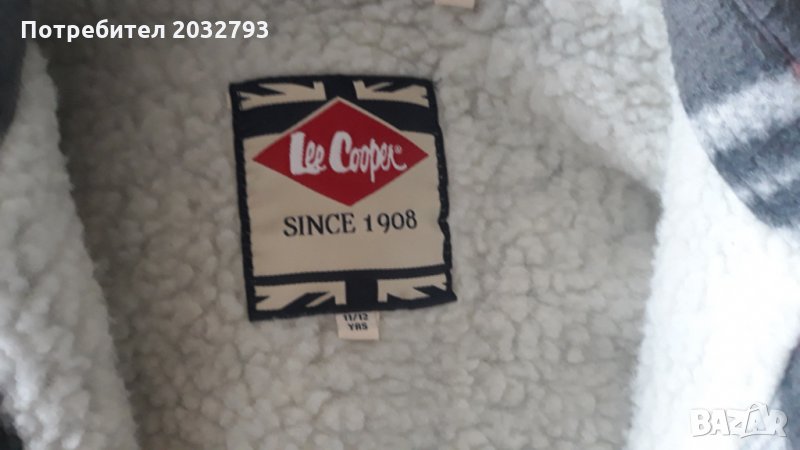 Потребител 2032793
Lee Cooper®
SINCE 1908
11/12
YRS
BAZAR